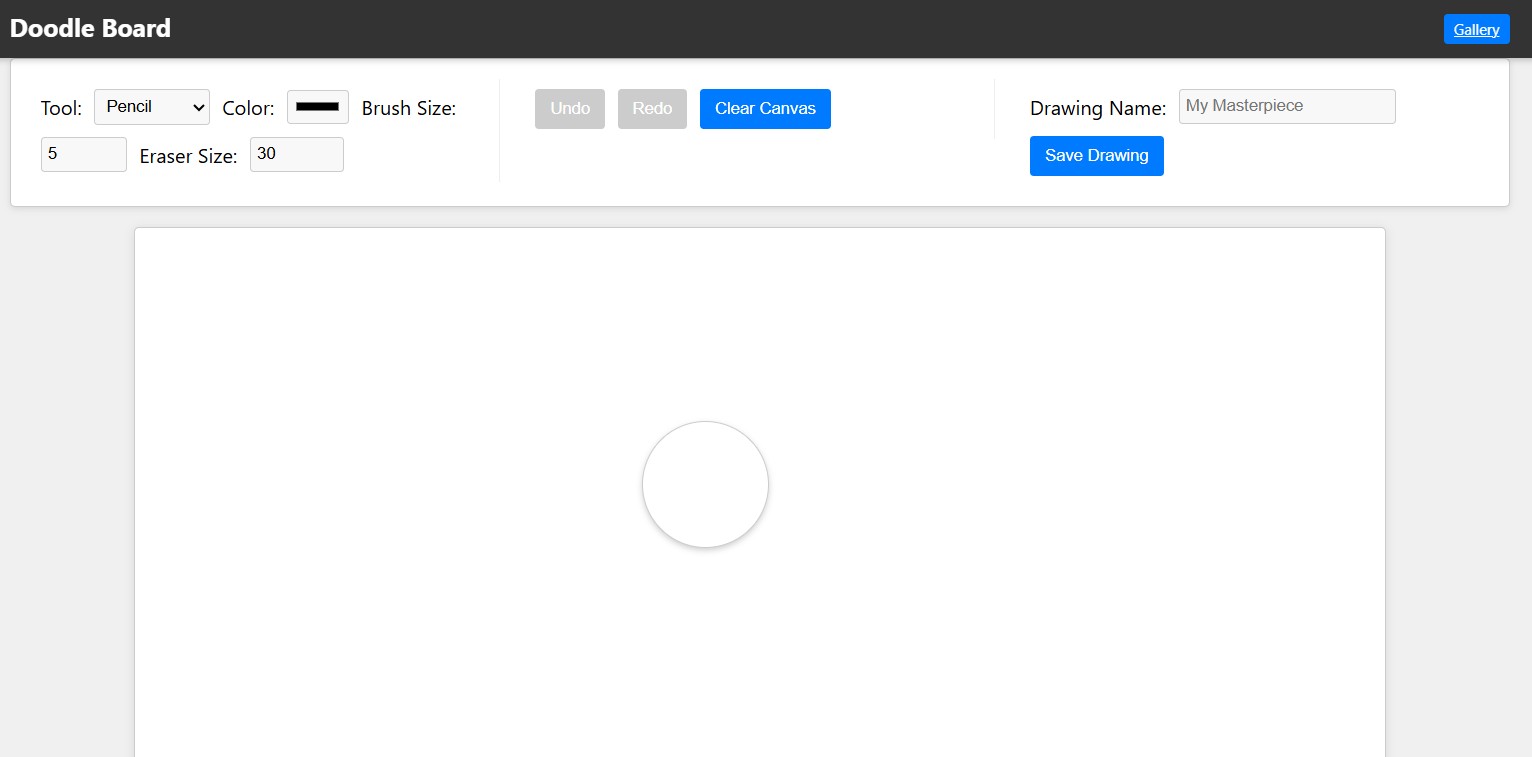 Doodle Board
Gallery
Tool: Pencil Color: Brush Size:
5 Eraser Size: 30
Undo Redo Clear Canvas
Drawing Name: My Masterpiece
Save Drawing